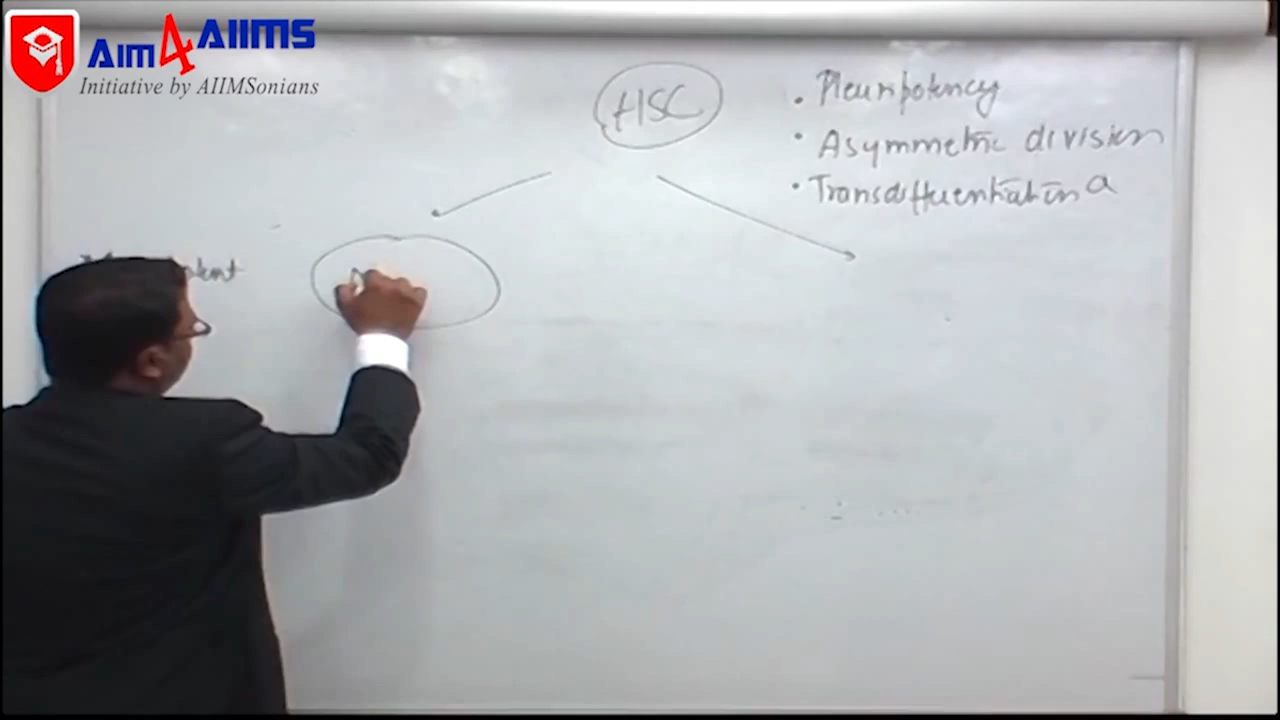 Aim4AIIMS
Initiative by AIIMSonians
HSC
• Pleuripotency
• Asymmetric division
• Transdifferentiation